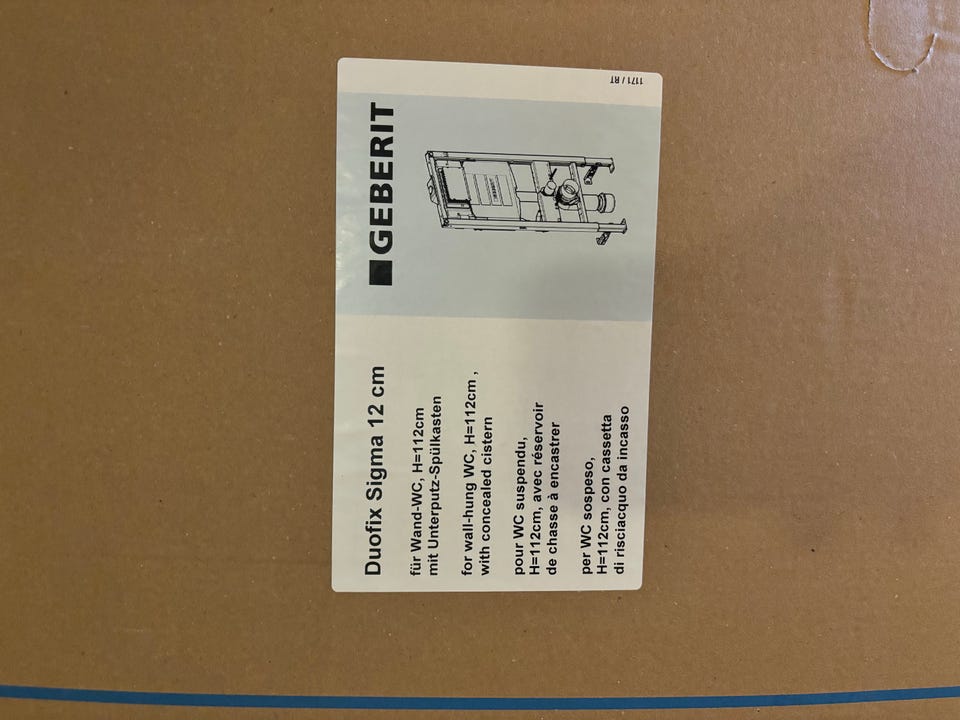 GEBERIT
Duofix Sigma 12 cm
für Wand-WC, H=112cm
mit Unterputz-Spülkasten
for wall-hung WC, H=112cm ,
with concealed cistern
pour WC suspendu,
H=112cm, avec réservoir
de chasse à encastrer
per WC sospeso,
H=112cm, con cassetta
di risciacquo da incasso
GEBERIT
1171 / RT